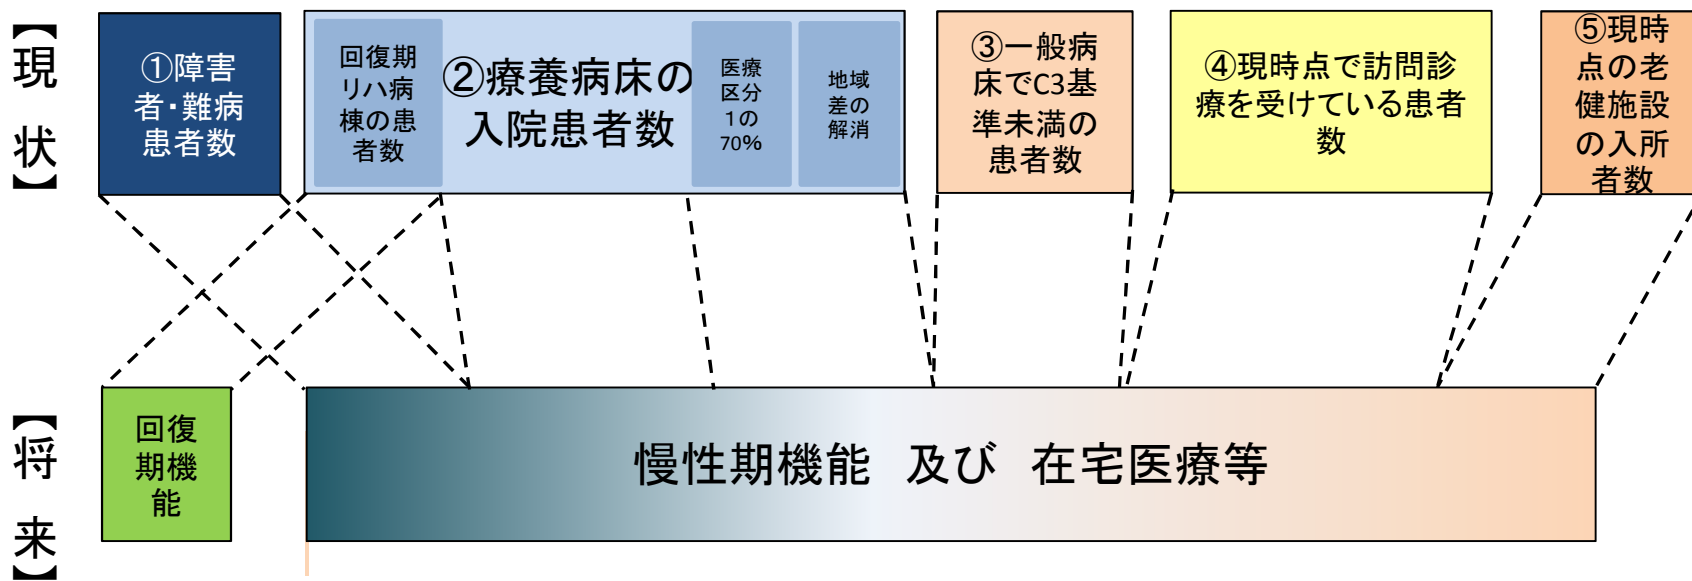 【現 状】
①障害
者・難病
患者数
回復期
リハ病
棟の患
者数
②療養病床の
入院患者数
医療
区分
1の
70%
地域
差の
解消
③一般病
床でC3基
準未満の
患者数
④現時点で訪問診
療を受けている患者
数
⑤現時
点の老
健施設
の入所
者数
【将 来】
回復
期機
能
慢性期機能 及び 在宅医療等